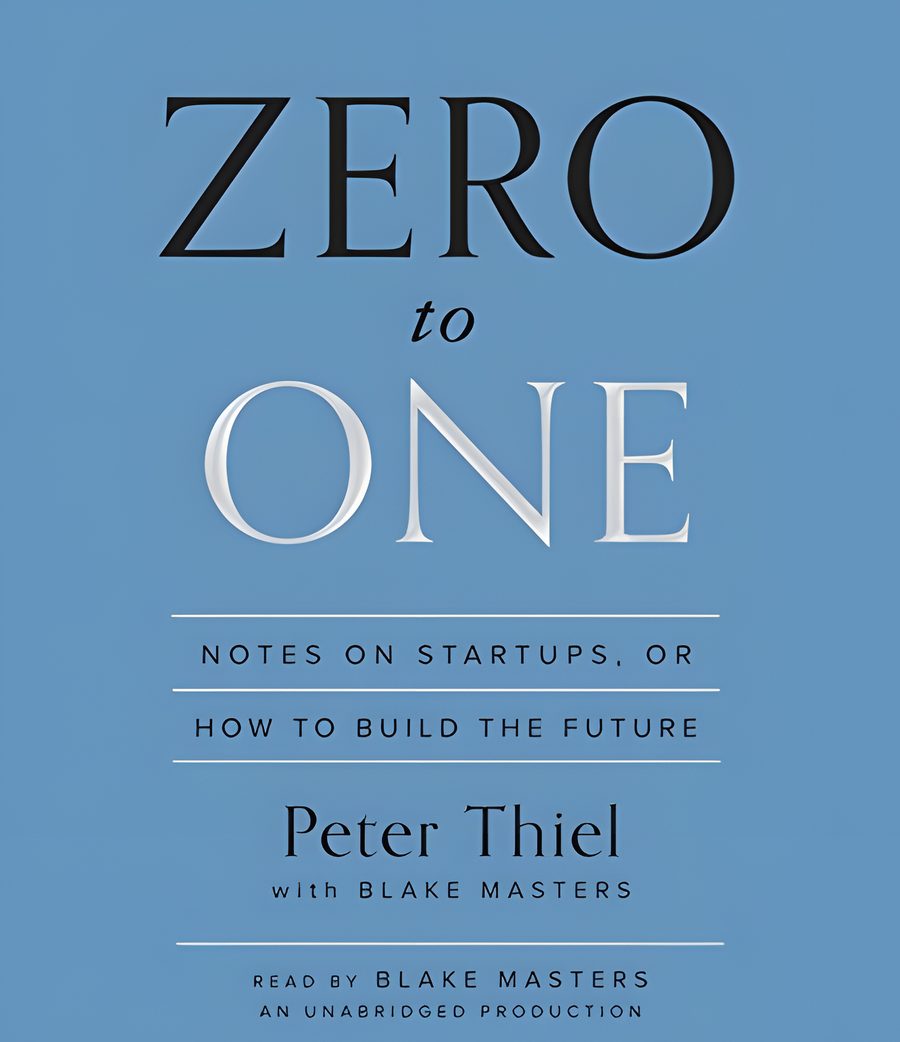 ZERO
to
ONE
NOTES ON STARTUPS, OR
HOW TO BUILD THE FUTURE
Peter Thiel
with BLAKE MASTERS
READ BY BLAKE MASTERS
AN UNABRIDGED PRODUCTION